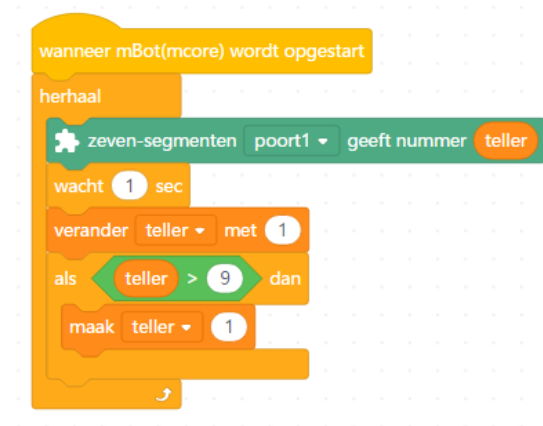 wanneer mBot(mcore) wordt opgestart
herhaal
zeven-segmenten poort1 geeft nummer teller
wacht 1 sec
verander teller met 1
als teller > 9 dan
maak teller 1